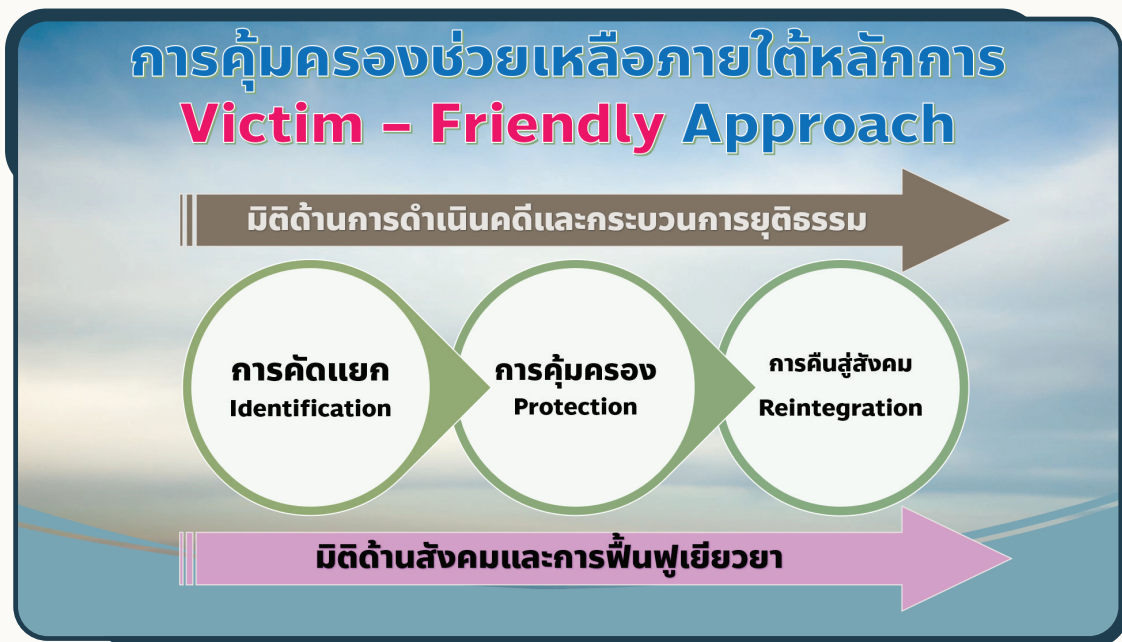 การคุ้มครองช่วยเหลือภายใต้หลักการ
Victim – Friendly Approach
มิติด้านการดำเนินคดีและกระบวนการยุติธรรม
การคัดแยก
Identification
การคุ้มครอง
Protection
การคืนสู่สังคม
Reintegration
มิติด้านสังคมและการฟื้นฟูเยียวยา